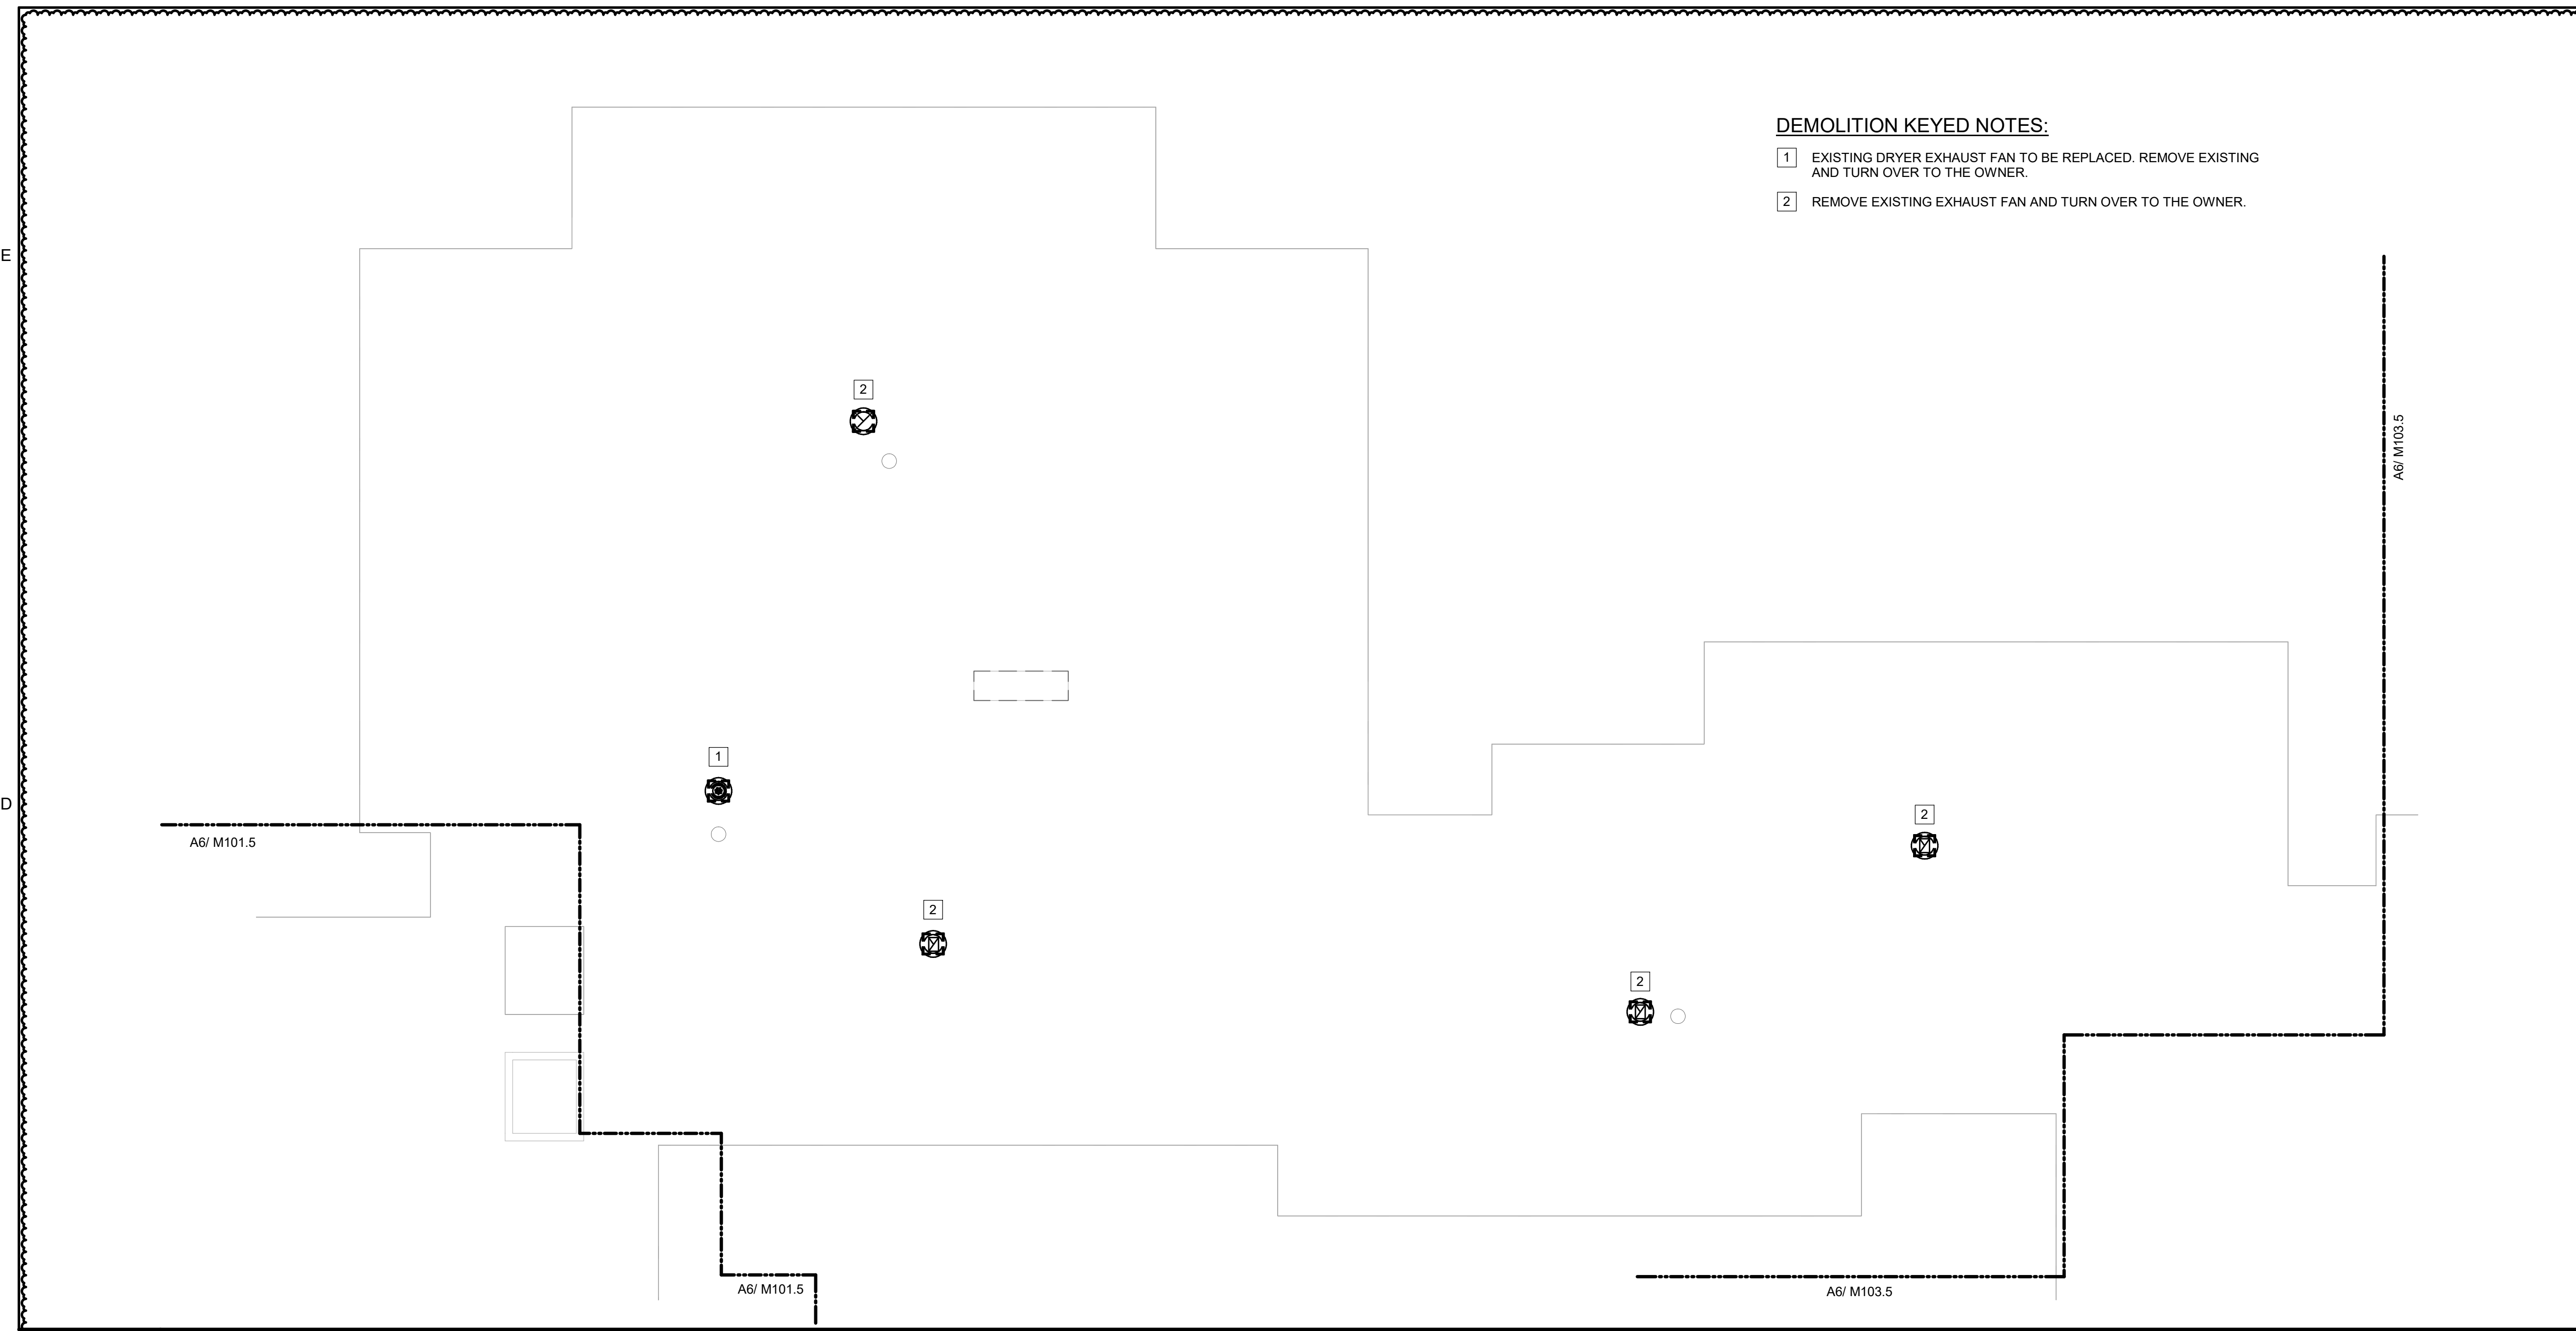 DEMOLITION KEYED NOTES:
1 EXISTING DRYER EXHAUST FAN TO BE REPLACED. REMOVE EXISTING
AND TURN OVER TO THE OWNER.
2 REMOVE EXISTING EXHAUST FAN AND TURN OVER TO THE OWNER.
E
2
A6/ M103.5
1
D
2
A6/ M101.5
2
2
A6/ M101.5
A6/ M103.5